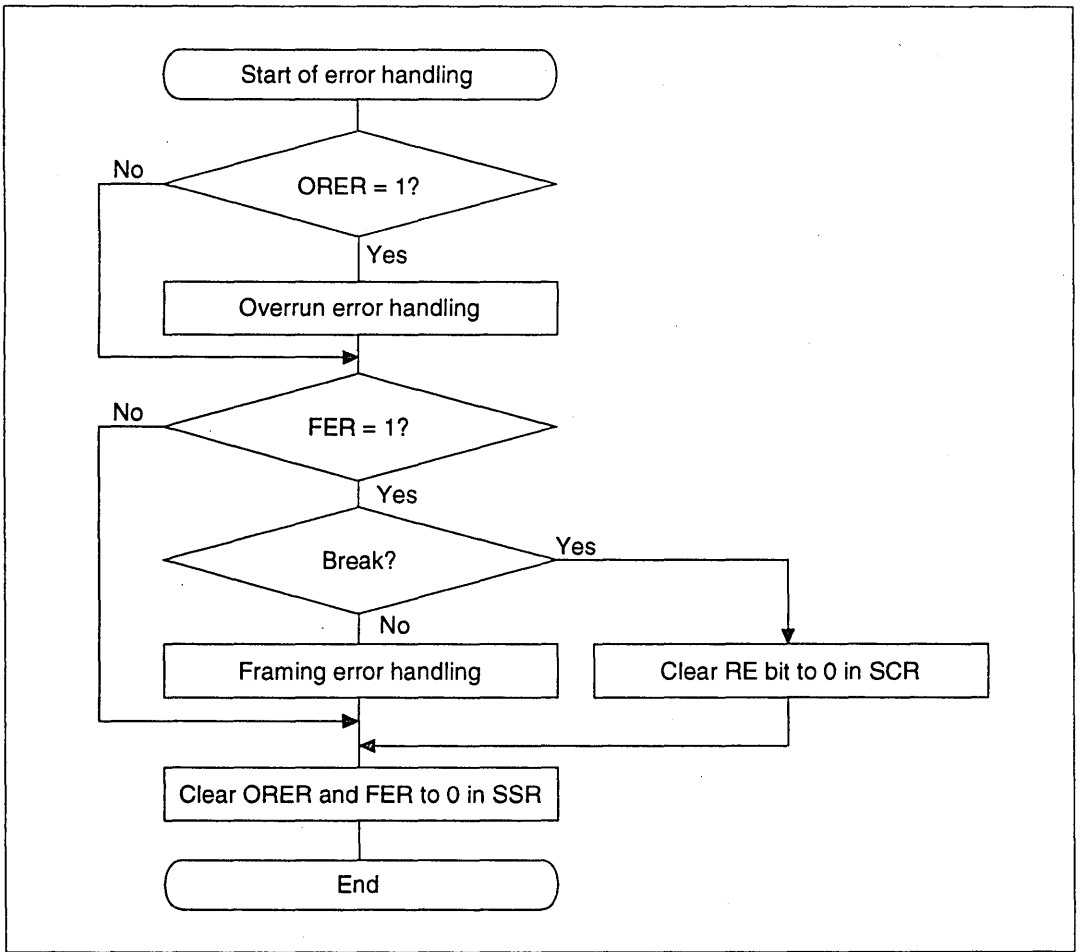 Start of error handling
No
ORER = 1?
Yes
Overrun error handling
No
FER = 1?
Yes
Break?
Yes
No
Framing error handling
Clear RE bit to 0 in SCR
Clear ORER and FER to 0 in SSR
End